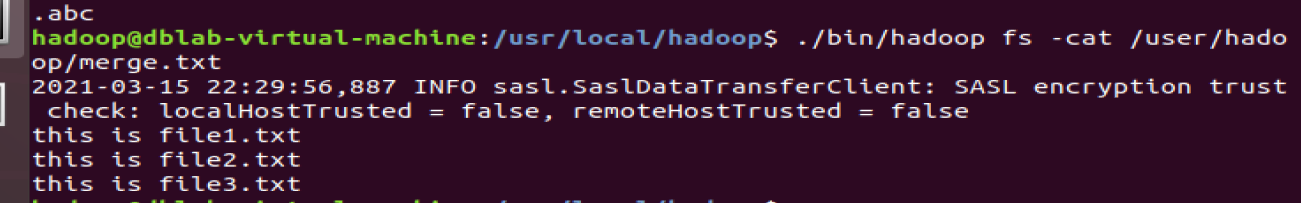 .abc
hadoop@dblab-virtual-machine:/usr/local/hadoop$ ./bin/hadoop fs -cat /user/hado
op/merge.txt
2021-03-15 22:29:56,887 INFO sasl.SaslDataTransferClient: SASL encryption trust
 check: localHostTrusted = false, remoteHostTrusted = false
this is file1.txt
this is file2.txt
this is file3.txt